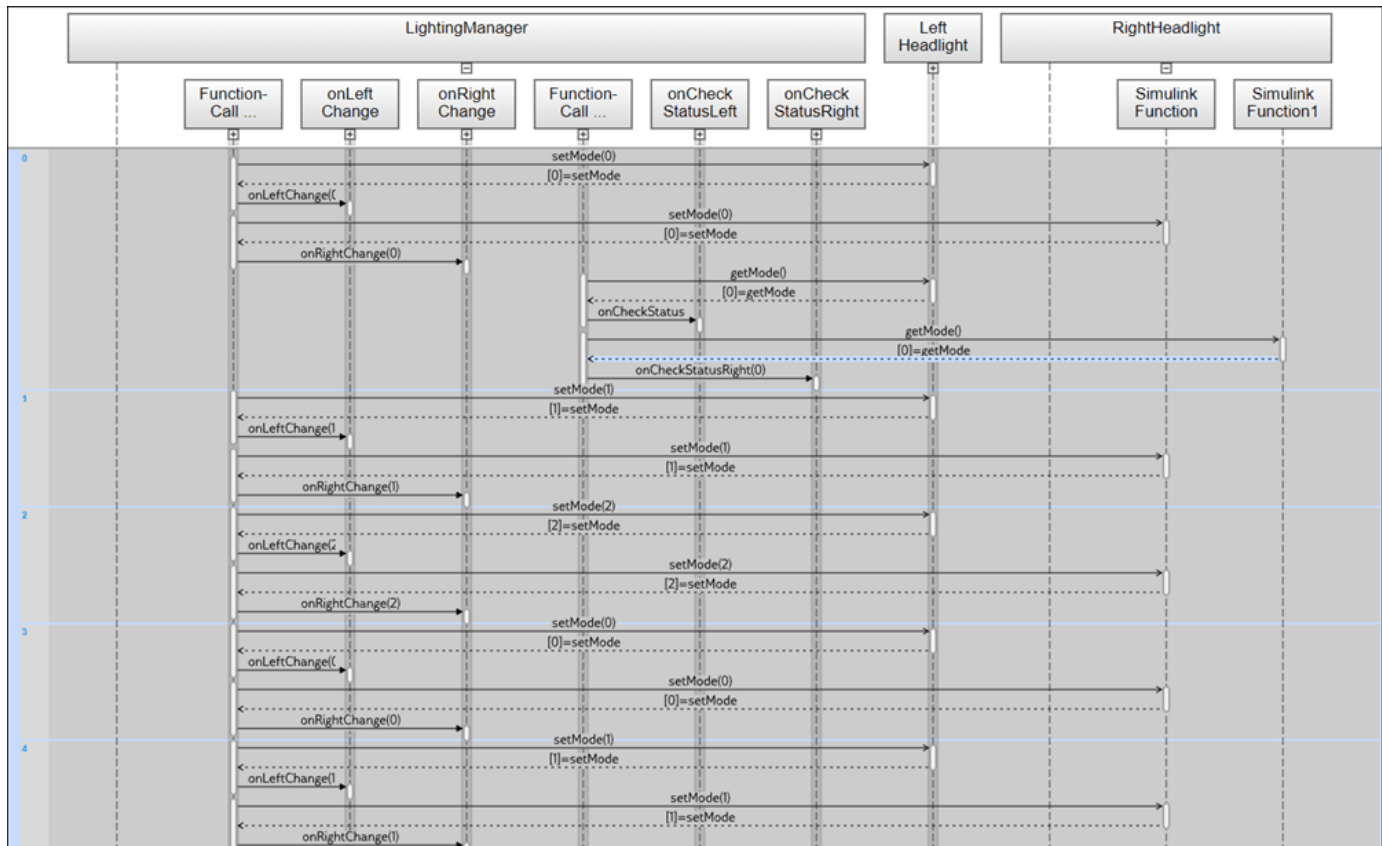 LightingManager
Left
Headlight
RightHeadlight
Function-
Call ...
onLeft
Change
onRight
Change
Function-
Call ...
onCheck
StatusLeft
onCheck
StatusRight
Simulink
Function
Simulink
Function1
0
setMode(0)
[0]=setMode
onLeftChange(
setMode(0)
[0]=setMode
onRightChange(0)
getMode()
[0]=getMode
onCheckStatus
getMode()
[0]=getMode
onCheckStatusRight(0)
1
setMode(1)
[1]=setMode
onLeftChange(1
setMode(1)
[1]=setMode
onRightChange(1)
2
setMode(2)
[2]=setMode
onLeftChange(2
setMode(2)
[2]=setMode
onRightChange(2)
3
setMode(0)
[0]=setMode
onLeftChange(
setMode(0)
[0]=setMode
onRightChange(0)
4
setMode(1)
[1]=setMode
onLeftChange(1
setMode(1)
[1]=setMode
onRightChange(1)